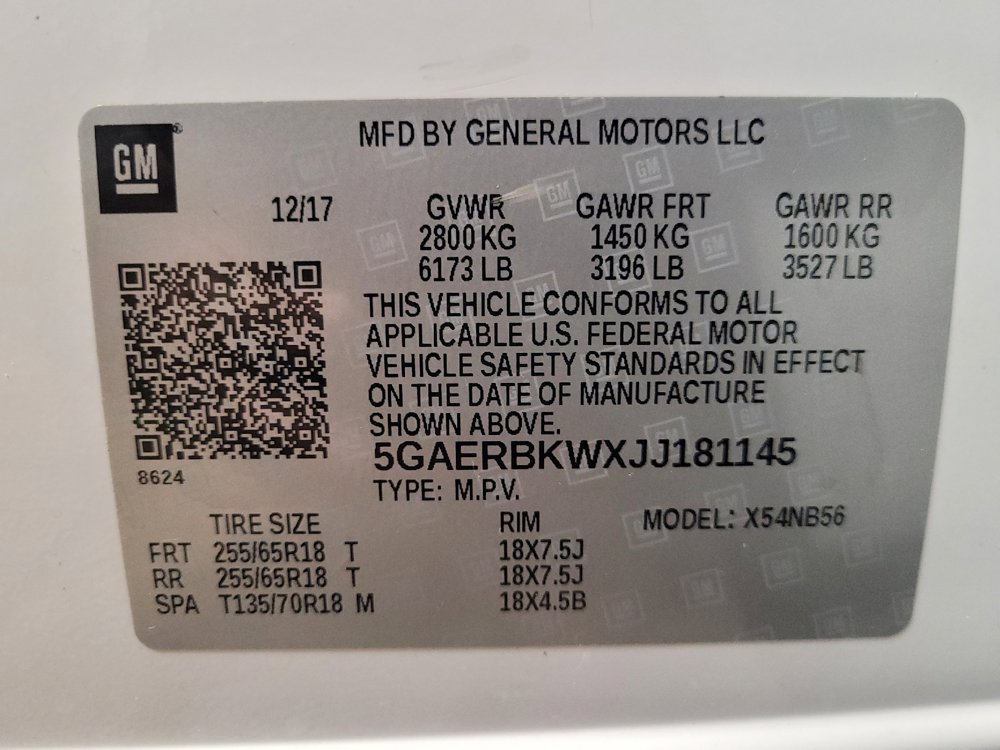 GM®
MFD BY GENERAL MOTORS LLC
12/17 GVWR GAWR FRT GAWR RR
2800 KG 1450 KG 1600 KG
6173 LB 3196 LB 3527 LB
THIS VEHICLE CONFORMS TO ALL
APPLICABLE U.S. FEDERAL MOTOR
VEHICLE SAFETY STANDARDS IN EFFECT
ON THE DATE OF MANUFACTURE
SHOWN ABOVE.
8624
5GAERBKWXJJ181145
TYPE: M.P.V.
TIRE SIZE RIM MODEL: X54NB56
FRT 255/65R18 T 18X7.5J
RR 255/65R18 T 18X7.5J
SPA T135/70R18 M 18X4.5B